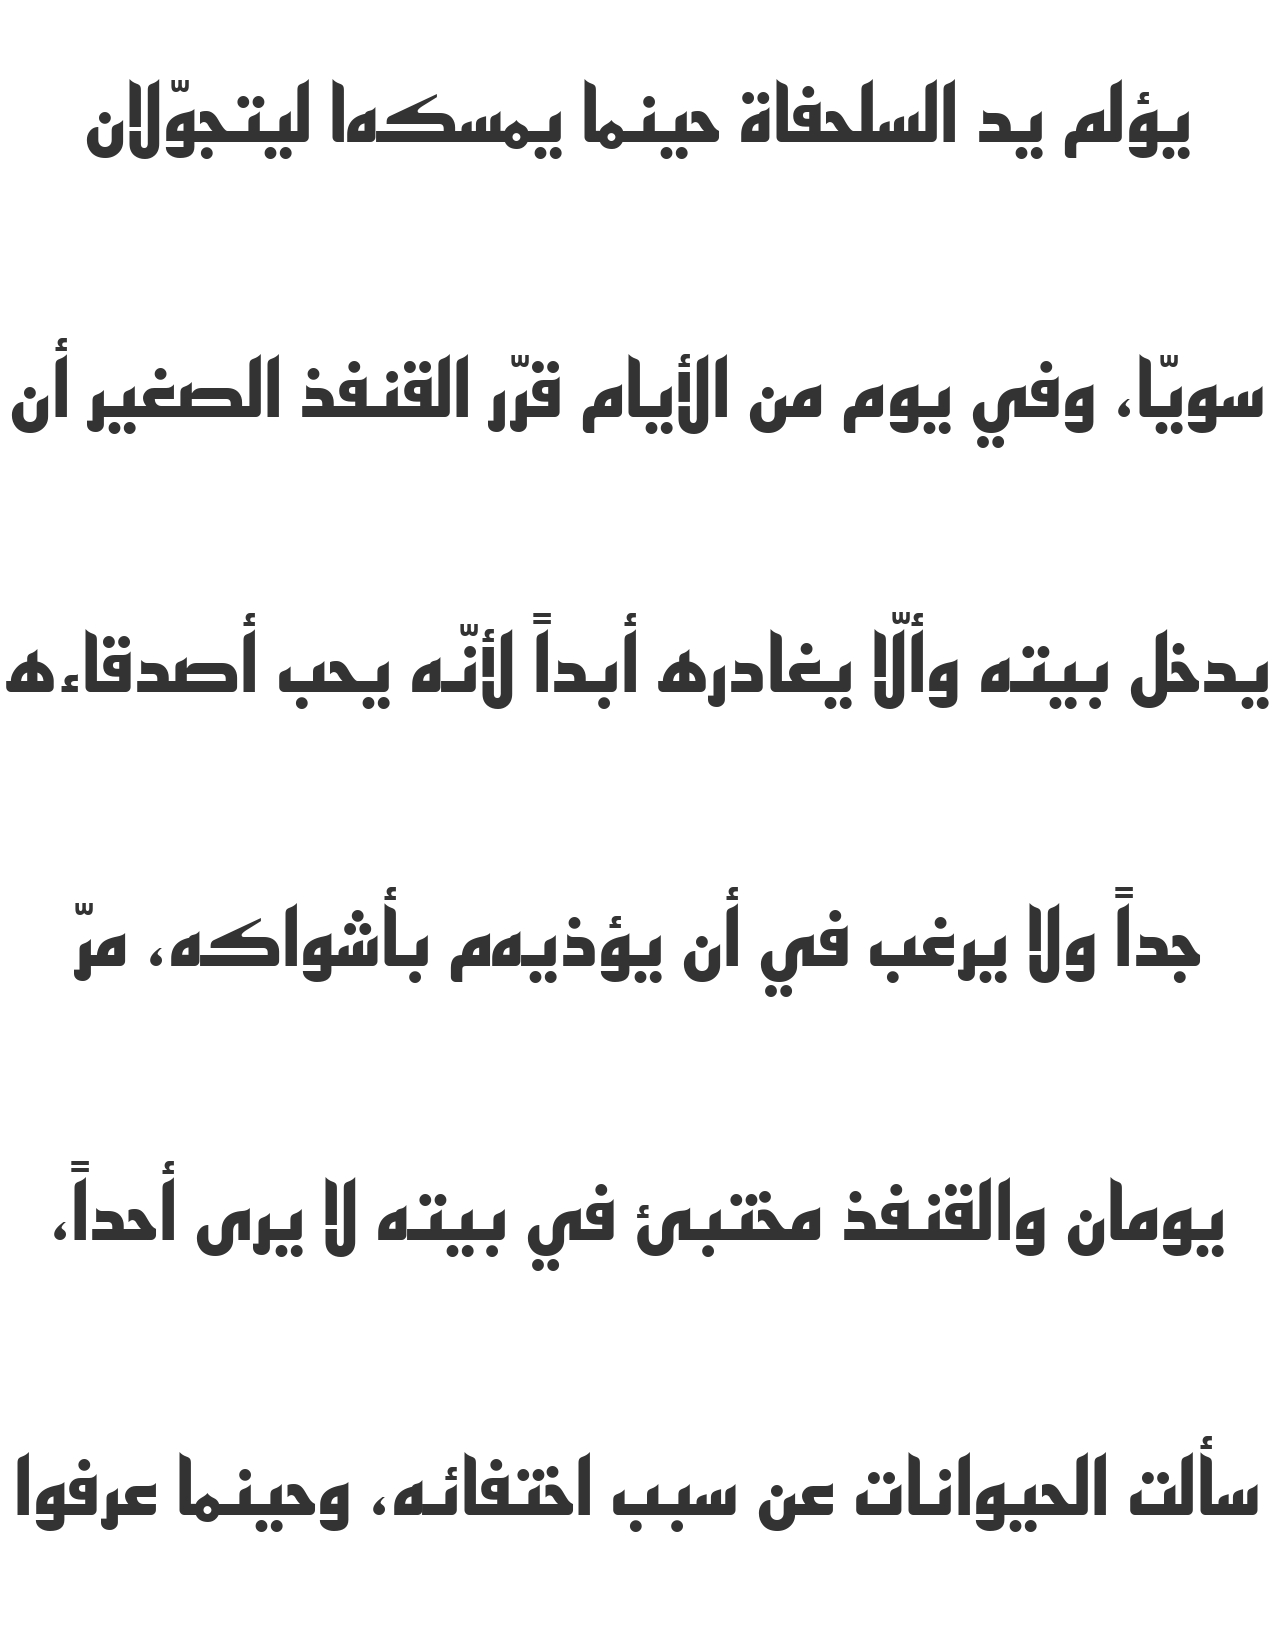 يؤلم يد السلحفاة حينما يمسكها ليتجوّلان
سويّا، وفي يوم من الأيام قرّر القنفذ الصغير أن
يدخل بيته وألّا يغادره أبداً لأنّه يحب أصدقاءه
جداً ولا يرغب في أن يؤذيهم بأشواكه، مرّ
يومان والقنفذ مختبئ في بيته لا يرى أحداً،
سألت الحيوانات عن سبب اختفائه، وحينما عرفوا